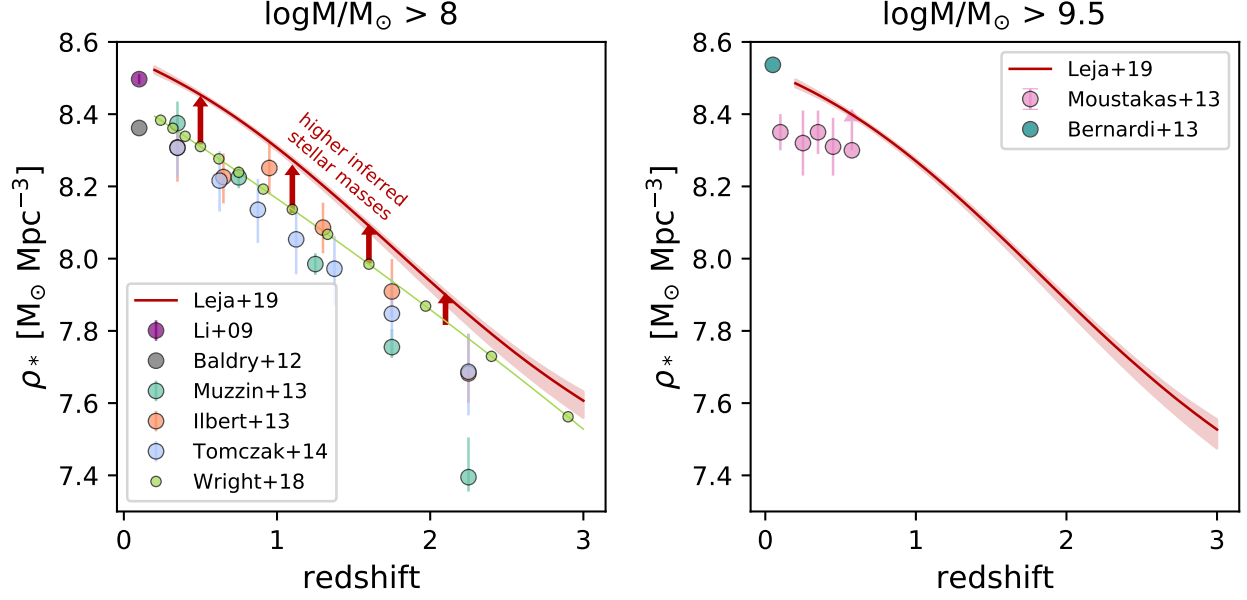 logM/M⊙ > 8
8.6
8.4
8.2
8.0
7.8
7.6
7.4
ρ* [M⊙ Mpc⁻³]
higher inferred
stellar masses
Leja+19
Li+09
Baldry+12
Muzzin+13
Ilbert+13
Tomczak+14
Wright+18
0
1
2
3
redshift
logM/M⊙ > 9.5
8.6
8.4
8.2
8.0
7.8
7.6
7.4
ρ* [M⊙ Mpc⁻³]
Leja+19
Moustakas+13
Bernardi+13
0
1
2
3
redshift